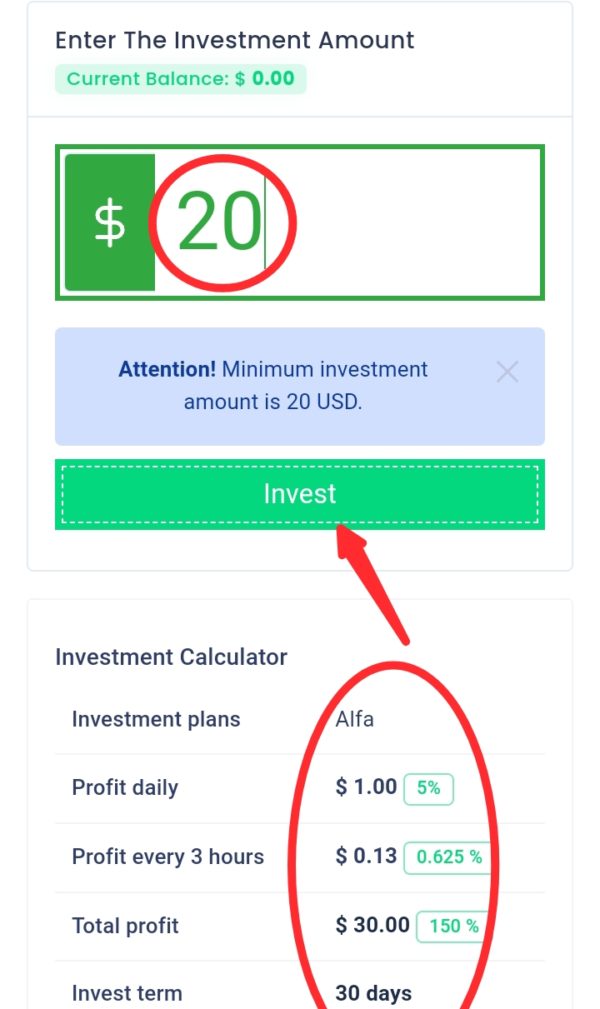 Enter The Investment Amount
Current Balance: $ 0.00
$ 20
Attention! Minimum investment
amount is 20 USD.
Invest
Investment Calculator
Investment plans Alfa
Profit daily $ 1.00 5%
Profit every 3 hours $ 0.13 0.625 %
Total profit $ 30.00 150 %
Invest term 30 days